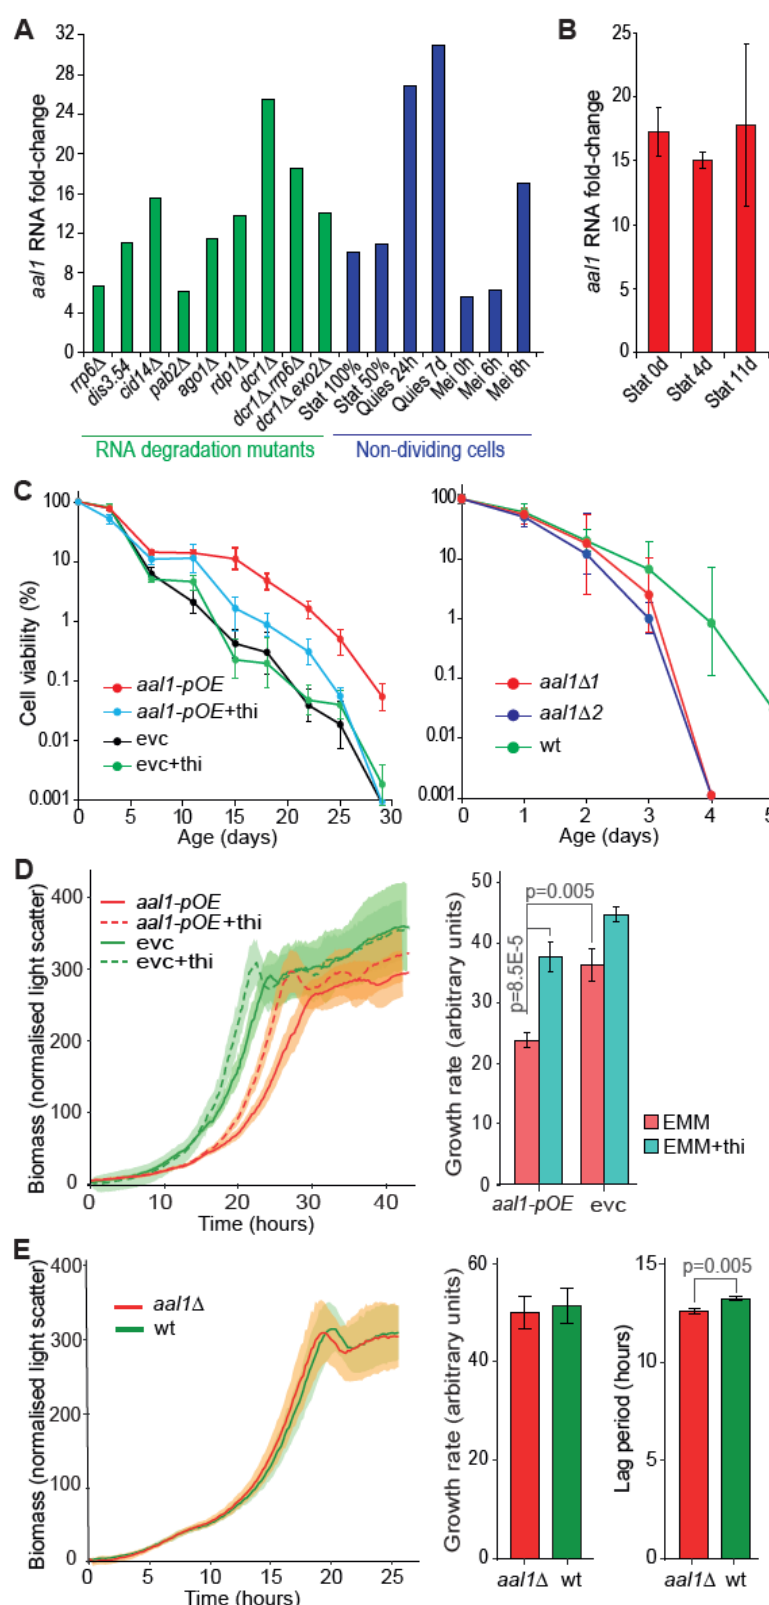 A
aal1 RNA fold-change
32
28
24
20
16
12
8
4
0
rrp6Δ
dis3.54
cid14Δ
pab2Δ
ago1Δ
rdp1Δ
dcr1Δ
dcr1Δ.rrp6Δ
dcr1Δ.exo2Δ
Stat 100%
Stat 50%
Quies 24h
Quies 7d
Mei 0h
Mei 6h
Mei 8h
RNA degradation mutants
Non-dividing cells
B
aal1 RNA fold-change
25
20
15
10
5
0
Stat 0d
Stat 4d
Stat 11d
C
Cell viability (%)
100
10
1
0.1
0.01
0.001
aal1-pOE
aal1-pOE+thi
evc
evc+thi
0 5 10 15 20 25 30
Age (days)
100
10
1
0.1
0.01
0.001
aal1Δ1
aal1Δ2
wt
0 1 2 3 4 5
Age (days)
D
Biomass (normalised light scatter)
400
300
200
100
0
aal1-pOE
aal1-pOE+thi
evc
evc+thi
0 10 20 30 40
Time (hours)
Growth rate (arbitrary units)
50
40
30
20
10
0
p=0.005
p=8.5E-5
EMM
EMM+thi
aal1-pOE evc
E
Biomass (normalised light scatter)
400
300
200
100
0
aal1Δ
wt
0 5 10 15 20 25
Time (hours)
Growth rate (arbitrary units)
60
40
20
0
aal1Δ wt
Lag period (hours)
15
10
5
0
p=0.005
aal1Δ wt